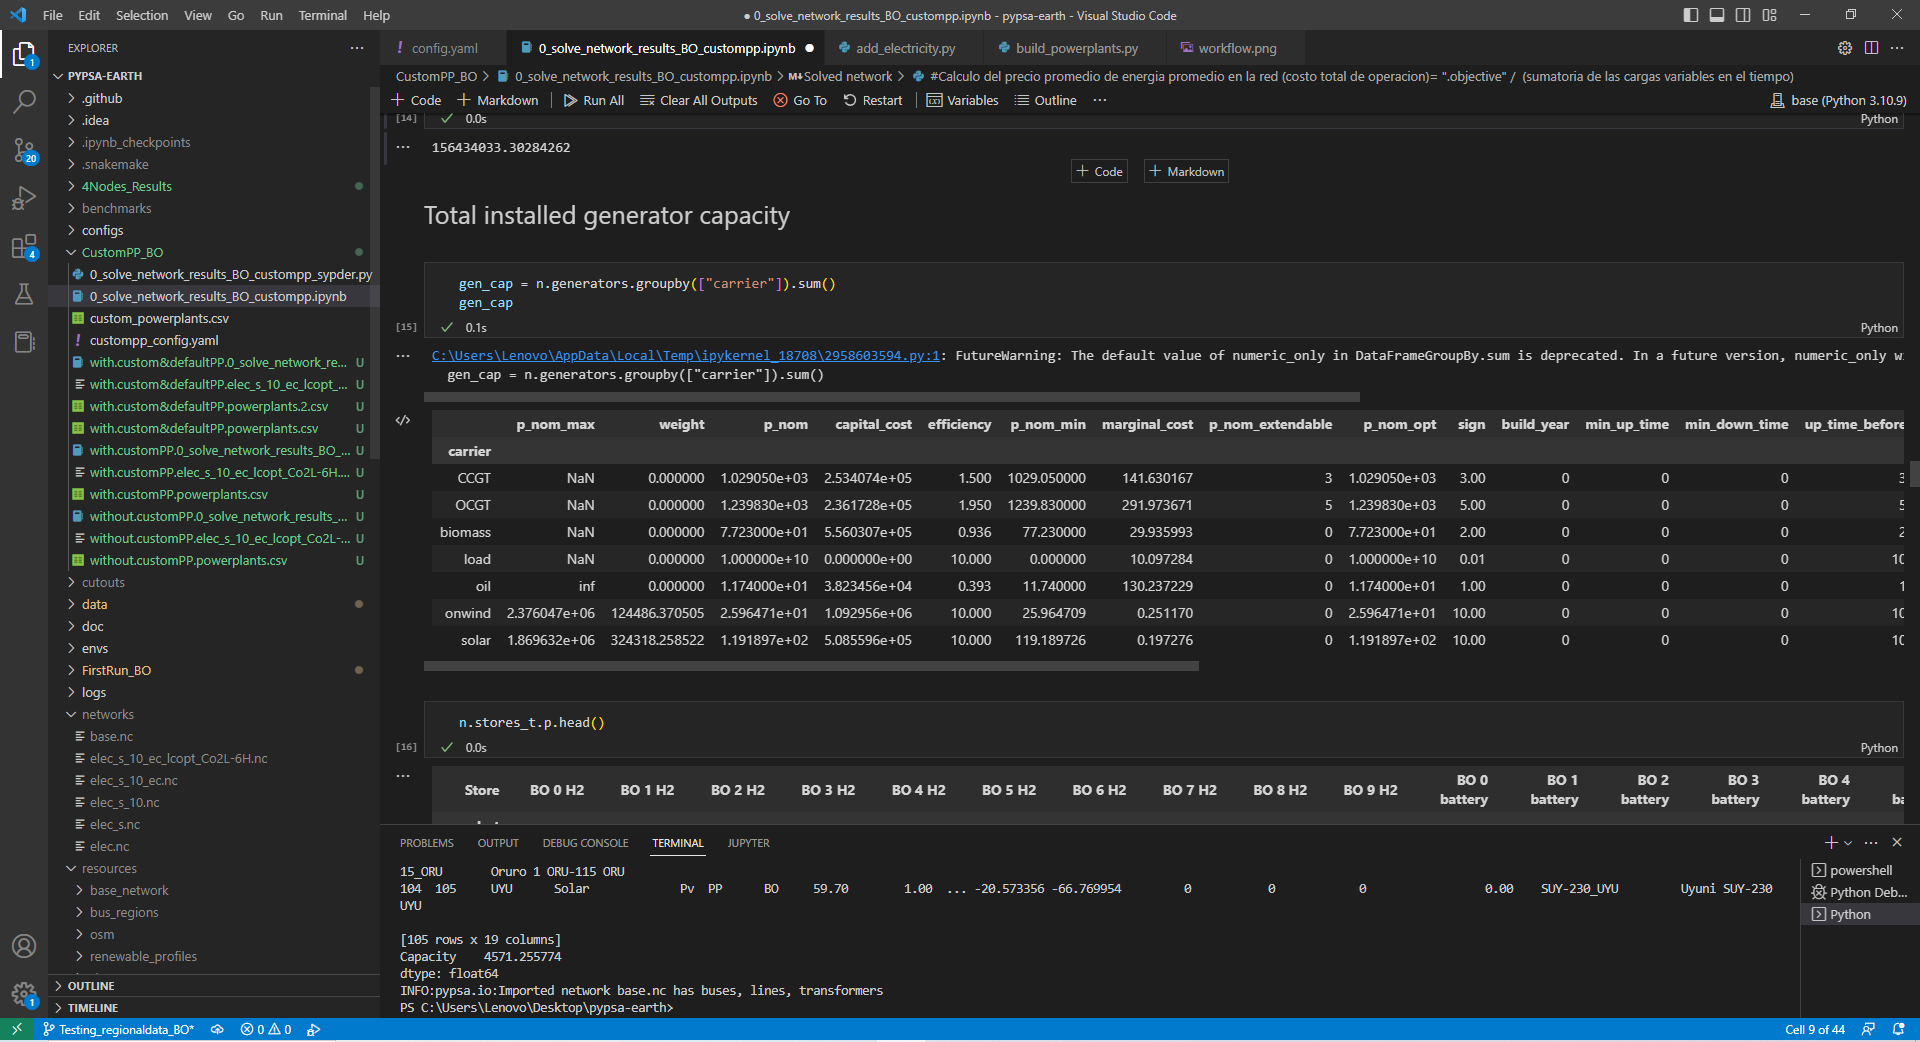 File Edit Selection View Go Run Terminal Help
● 0_solve_network_results_BO_custompp.ipynb - pypsa-earth - Visual Studio Code
EXPLORER
PYPSA-EARTH
.github
.idea
.ipynb_checkpoints
.snakemake
4Nodes_Results
benchmarks
configs
CustomPP_BO
0_solve_network_results_BO_custompp_sypder.py
0_solve_network_results_BO_custompp.ipynb
custom_powerplants.csv
! custompp_config.yaml
with.custom&defaultPP.0_solve_network_re... U
with.custom&defaultPP.elec_s_10_ec_lcopt_... U
with.custom&defaultPP.powerplants.2.csv U
with.custom&defaultPP.powerplants.csv U
with.customPP.0_solve_network_results_BO_... U
with.customPP.elec_s_10_ec_lcopt_Co2L-6H.... U
with.customPP.powerplants.csv U
without.customPP.0_solve_network_results_... U
without.customPP.elec_s_10_ec_lcopt_Co2L-... U
without.customPP.powerplants.csv U
cutouts
data
doc
envs
FirstRun_BO
logs
networks
base.nc
elec_s_10_ec_lcopt_Co2L-6H.nc
elec_s_10_ec.nc
elec_s_10.nc
elec_s.nc
elec.nc
resources
base_network
bus_regions
osm
renewable_profiles
OUTLINE
TIMELINE
1
20
4
1
! config.yaml 0_solve_network_results_BO_custompp.ipynb ● add_electricity.py build_powerplants.py workflow.png
CustomPP_BO > 0_solve_network_results_BO_custompp.ipynb > M↓Solved network > #Calculo del precio promedio de energia promedio en la red (costo total de operacion)= ".objective" / (sumatoria de las cargas variables en el tiempo)
+ Code + Markdown Run All Clear All Outputs Go To Restart Variables Outline ... base (Python 3.10.9)
[14] ✓ 0.0s Python
... 156434033.30284262
+ Code + Markdown
Total installed generator capacity
gen_cap = n.generators.groupby(["carrier"]).sum()
gen_cap
[15] ✓ 0.1s Python
... C:\Users\Lenovo\AppData\Local\Temp\ipykernel_18708\2958603594.py:1: FutureWarning: The default value of numeric_only in DataFrameGroupBy.sum is deprecated. In a future version, numeric_only w
gen_cap = n.generators.groupby(["carrier"]).sum()
p_nom_max weight p_nom capital_cost efficiency p_nom_min marginal_cost p_nom_extendable p_nom_opt sign build_year min_up_time min_down_time up_time_before
carrier
CCGT NaN 0.000000 1.029050e+03 2.534074e+05 1.500 1029.050000 141.630167 3 1.029050e+03 3.00 0 0 0 3
OCGT NaN 0.000000 1.239830e+03 2.361728e+05 1.950 1239.830000 291.973671 5 1.239830e+03 5.00 0 0 0 5
biomass NaN 0.000000 7.723000e+01 5.560307e+05 0.936 77.230000 29.935993 0 7.723000e+01 2.00 0 0 0 2
load NaN 0.000000 1.000000e+10 0.000000e+00 10.000 0.000000 10.097284 0 1.000000e+10 0.01 0 0 0 10
oil inf 0.000000 1.174000e+01 3.823456e+04 0.393 11.740000 130.237229 0 1.174000e+01 1.00 0 0 0 1
onwind 2.376047e+06 124486.370505 2.596471e+01 1.092956e+06 10.000 25.964709 0.251170 0 2.596471e+01 10.00 0 0 0 10
solar 1.869632e+06 324318.258522 1.191897e+02 5.085596e+05 10.000 119.189726 0.197276 0 1.191897e+02 10.00 0 0 0 10
n.stores_t.p.head()
[16] ✓ 0.0s Python
... Store BO 0 H2 BO 1 H2 BO 2 H2 BO 3 H2 BO 4 H2 BO 5 H2 BO 6 H2 BO 7 H2 BO 8 H2 BO 9 H2 BO 0 battery BO 1 battery BO 2 battery BO 3 battery BO 4 battery ba
PROBLEMS OUTPUT DEBUG CONSOLE TERMINAL JUPYTER
15_ORU Oruro 1 ORU-115 ORU
104 105 UYU Solar Pv PP BO 59.70 1.00 ... -20.573356 -66.769954 0 0 0 0.00 SUY-230_UYU Uyuni SUY-230
UYU
[105 rows x 19 columns]
Capacity 4571.255774
dtype: float64
INFO:pypsa.io:Imported network base.nc has buses, lines, transformers
PS C:\Users\Lenovo\Desktop\pypsa-earth>
powershell
Python Deb...
Python
Testing_regionaldata_BO* 0 0 Cell 9 of 44